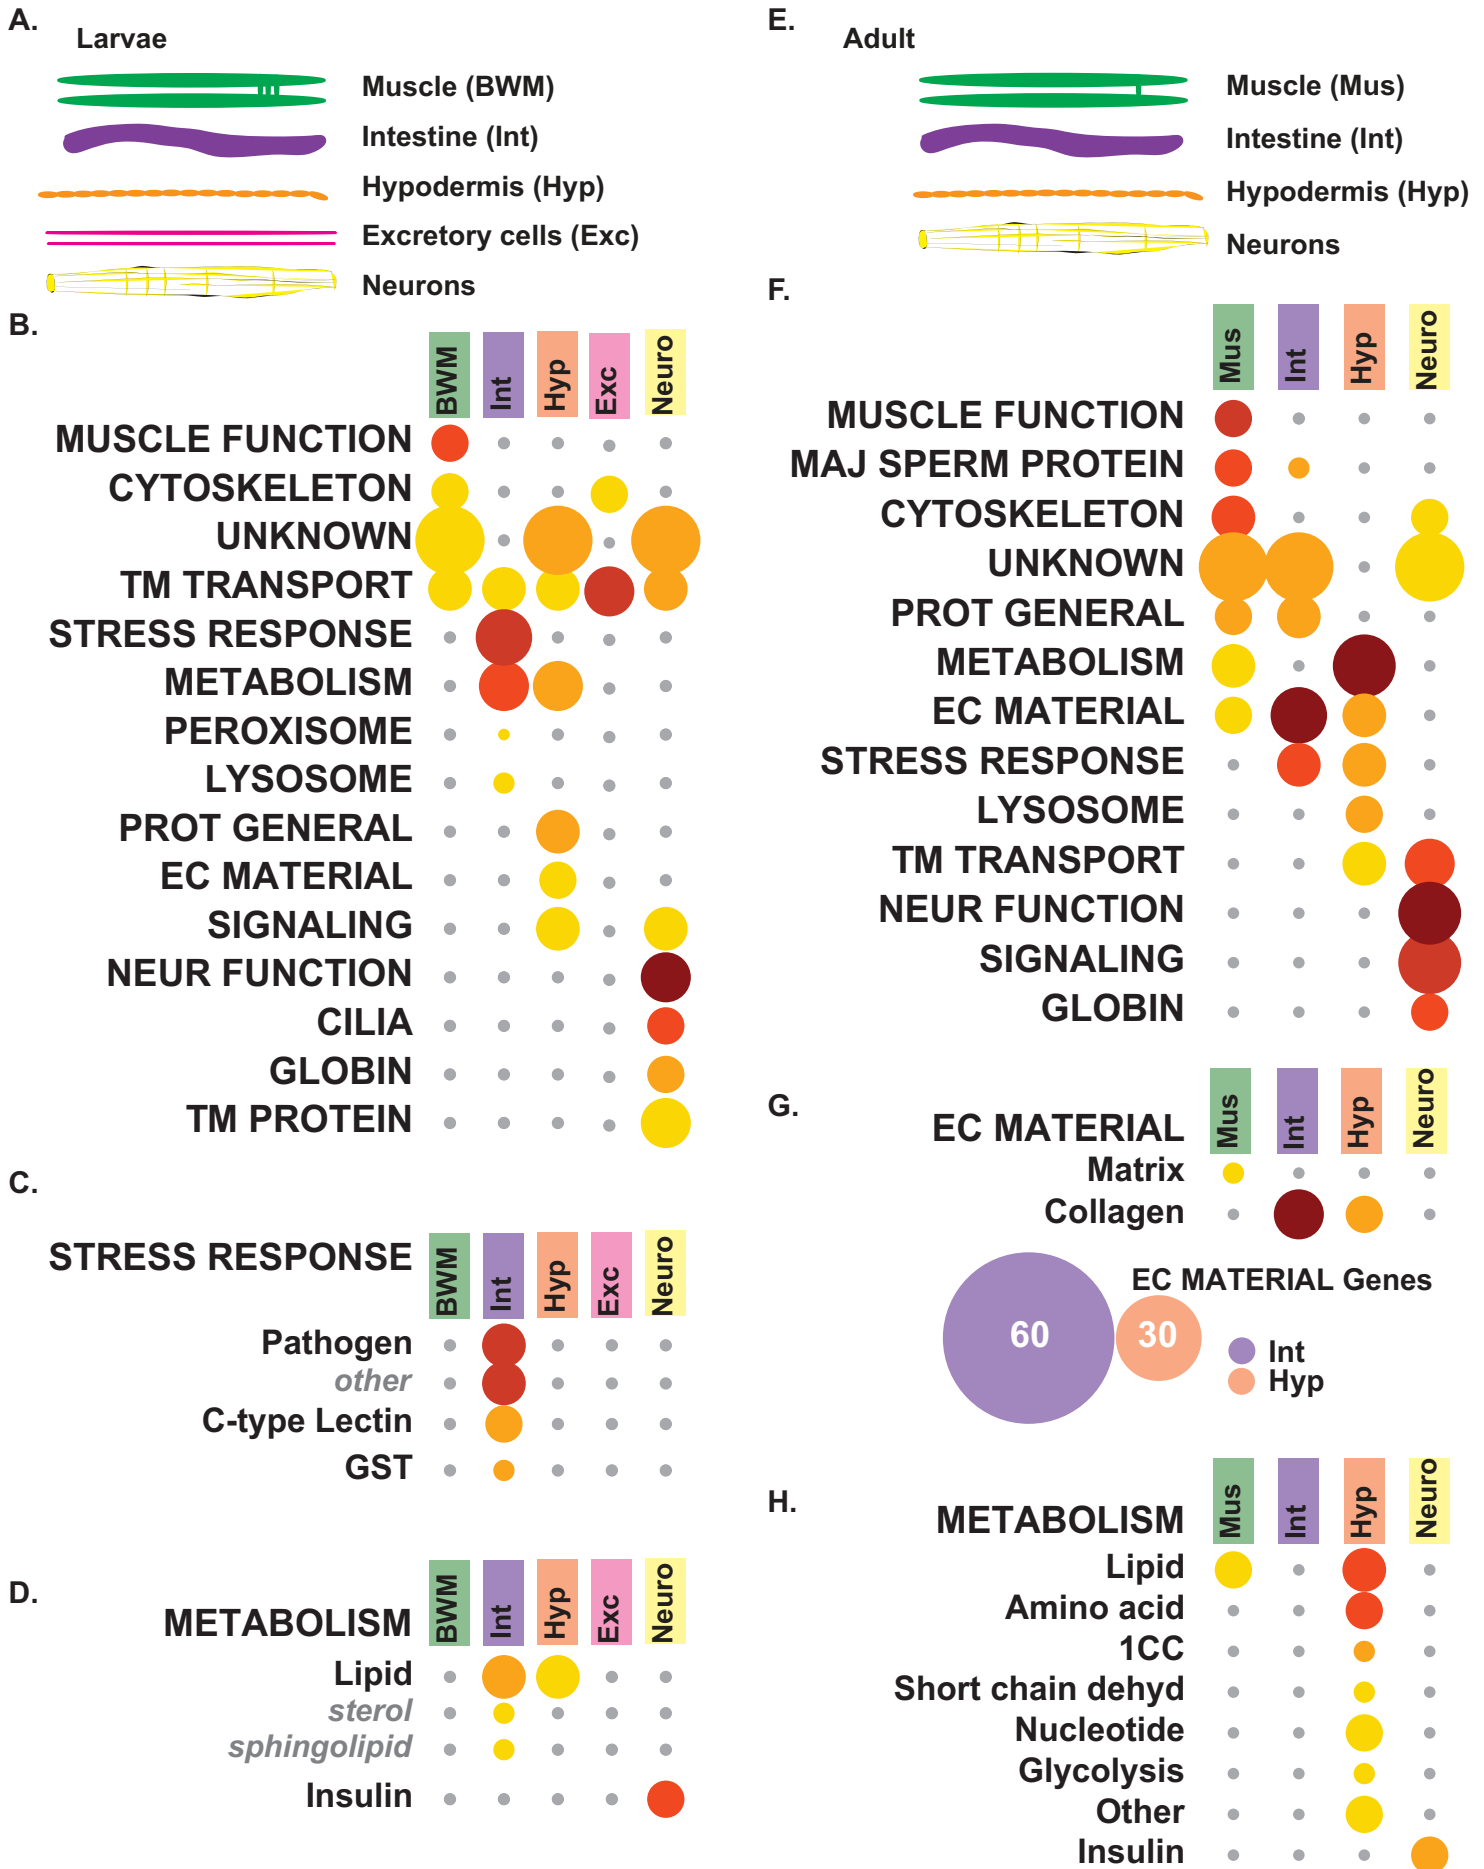 A.
Larvae
Muscle (BWM)
Intestine (Int)
Hypodermis (Hyp)
Excretory cells (Exc)
Neurons
B.
BWM
Int
Hyp
Exc
Neuro
MUSCLE FUNCTION
CYTOSKELETON
UNKNOWN
TM TRANSPORT
STRESS RESPONSE
METABOLISM
PEROXISOME
LYSOSOME
PROT GENERAL
EC MATERIAL
SIGNALING
NEUR FUNCTION
CILIA
GLOBIN
TM PROTEIN
C.
STRESS RESPONSE
BWM
Int
Hyp
Exc
Neuro
Pathogen
other
C-type Lectin
GST
D.
METABOLISM
BWM
Int
Hyp
Exc
Neuro
Lipid
sterol
sphingolipid
Insulin
E.
Adult
Muscle (Mus)
Intestine (Int)
Hypodermis (Hyp)
Neurons
F.
Mus
Int
Hyp
Neuro
MUSCLE FUNCTION
MAJ SPERM PROTEIN
CYTOSKELETON
UNKNOWN
PROT GENERAL
METABOLISM
EC MATERIAL
STRESS RESPONSE
LYSOSOME
TM TRANSPORT
NEUR FUNCTION
SIGNALING
GLOBIN
G.
EC MATERIAL
Mus
Int
Hyp
Neuro
Matrix
Collagen
EC MATERIAL Genes
60
30
Int
Hyp
H.
METABOLISM
Mus
Int
Hyp
Neuro
Lipid
Amino acid
1CC
Short chain dehyd
Nucleotide
Glycolysis
Other
Insulin